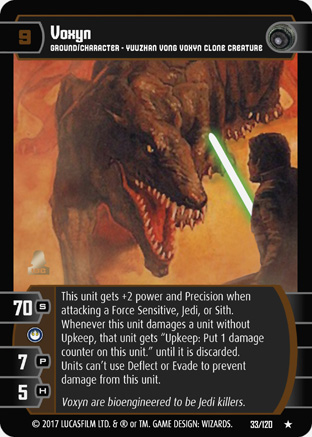 9
Voxyn
GROUND/CHARACTER - YUUZHAN VONG VOXYN CLONE CREATURE
70 S
7 P
5 H
This unit gets +2 power and Precision when
attacking a Force Sensitive, Jedi, or Sith.
Whenever this unit damages a unit without
Upkeep, that unit gets "Upkeep: Put 1 damage
counter on this unit." until it is discarded.
Units can't use Deflect or Evade to prevent
damage from this unit.
Voxyn are bioengineered to be Jedi killers.
© 2017 LUCASFILM LTD. & ® or TM. GAME DESIGN: WIZARDS. 33/120 ★